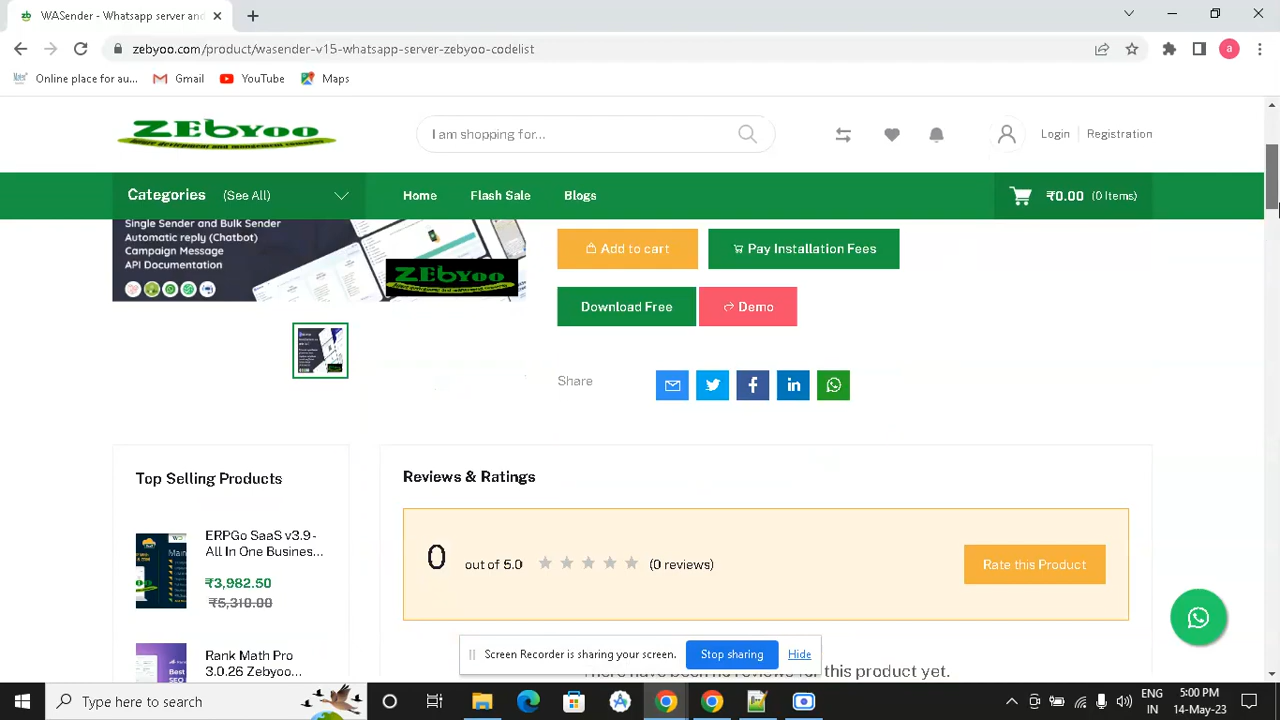 WASender - Whatsapp server and
zebyoo.com/product/wasender-v15-whatsapp-server-zebyoo-codelist
a
Online place for au...
Gmail
YouTube
Maps
ZEbyoo
I am shopping for...
Login
Registration
Categories (See All)
Home
Flash Sale
Blogs
₹0.00 (0 Items)
Single Sender and Bulk Sender
Automatic reply (Chatbot)
Campaign Message
API Documentation
ZEbyoo
Add to cart
Pay Installation Fees
Download Free
Demo
Share
Top Selling Products
ERPGo SaaS v3.9 -
All In One Busines...
₹3,982.50
₹5,310.00
Rank Math Pro
3.0.26 Zebyoo...
Reviews & Ratings
0 out of 5.0 (0 reviews)
Rate this Product
There have been no reviews for this product yet.
Screen Recorder is sharing your screen.
Stop sharing
Hide
Type here to search
ENG
IN
5:00 PM
14-May-23